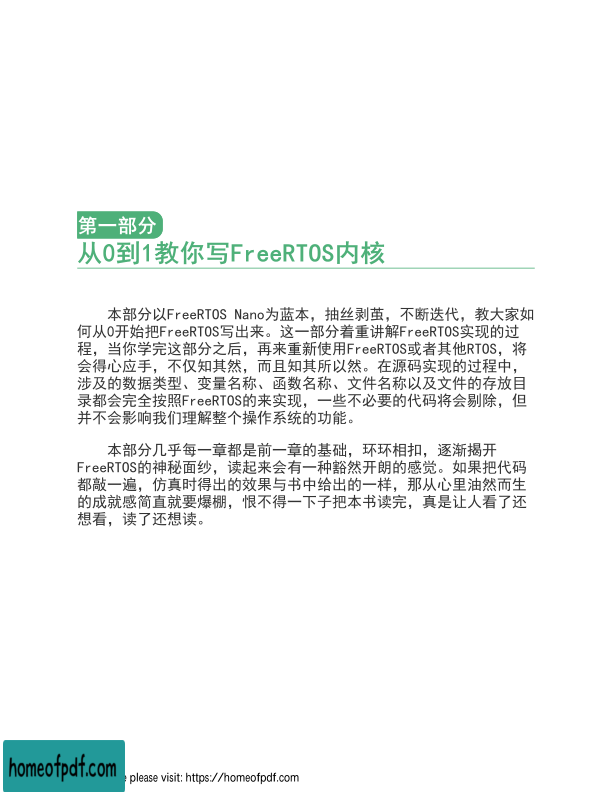 第一部分
从0到1教你写FreeRTOS内核
本部分以FreeRTOS Nano为蓝本，抽丝剥茧，不断迭代，教大家如
何从0开始把FreeRTOS写出来。这一部分着重讲解FreeRTOS实现的过
程，当你学完这部分之后，再来重新使用FreeRTOS或者其他RTOS，将
会得心应手，不仅知其然，而且知其所以然。在源码实现的过程中，
涉及的数据类型、变量名称、函数名称、文件名称以及文件的存放目
录都会完全按照FreeRTOS的来实现，一些不必要的代码将会剔除，但
并不会影响我们理解整个操作系统的功能。
本部分几乎每一章都是前一章的基础，环环相扣，逐渐揭开
FreeRTOS的神秘面纱，读起来会有一种豁然开朗的感觉。如果把代码
都敲一遍，仿真时得出的效果与书中给出的一样，那从心里油然而生
的成就感简直就要爆棚，恨不得一下子把本书读完，真是让人看了还
想看，读了还想读。
homeofpdf.com
please visit: https://homeofpdf.com